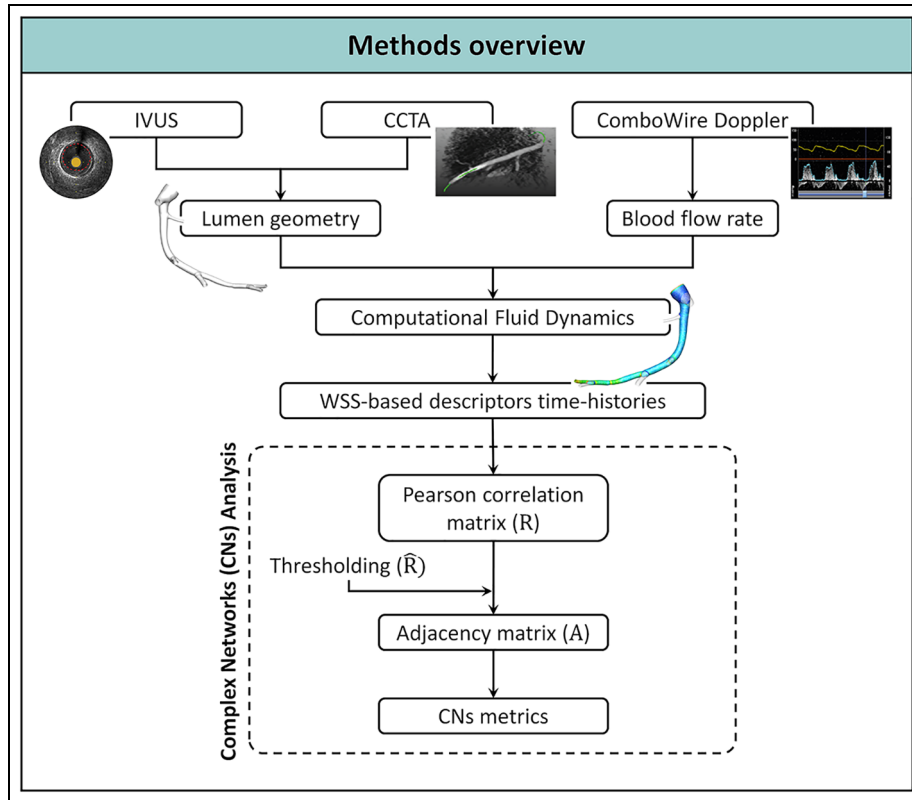 Methods overview
IVUS
CCTA
ComboWire Doppler
Lumen geometry
Blood flow rate
Computational Fluid Dynamics
WSS-based descriptors time-histories
Complex Networks (CNs) Analysis
Pearson correlation
matrix (R)
Thresholding (R̂)
Adjacency matrix (A)
CNs metrics